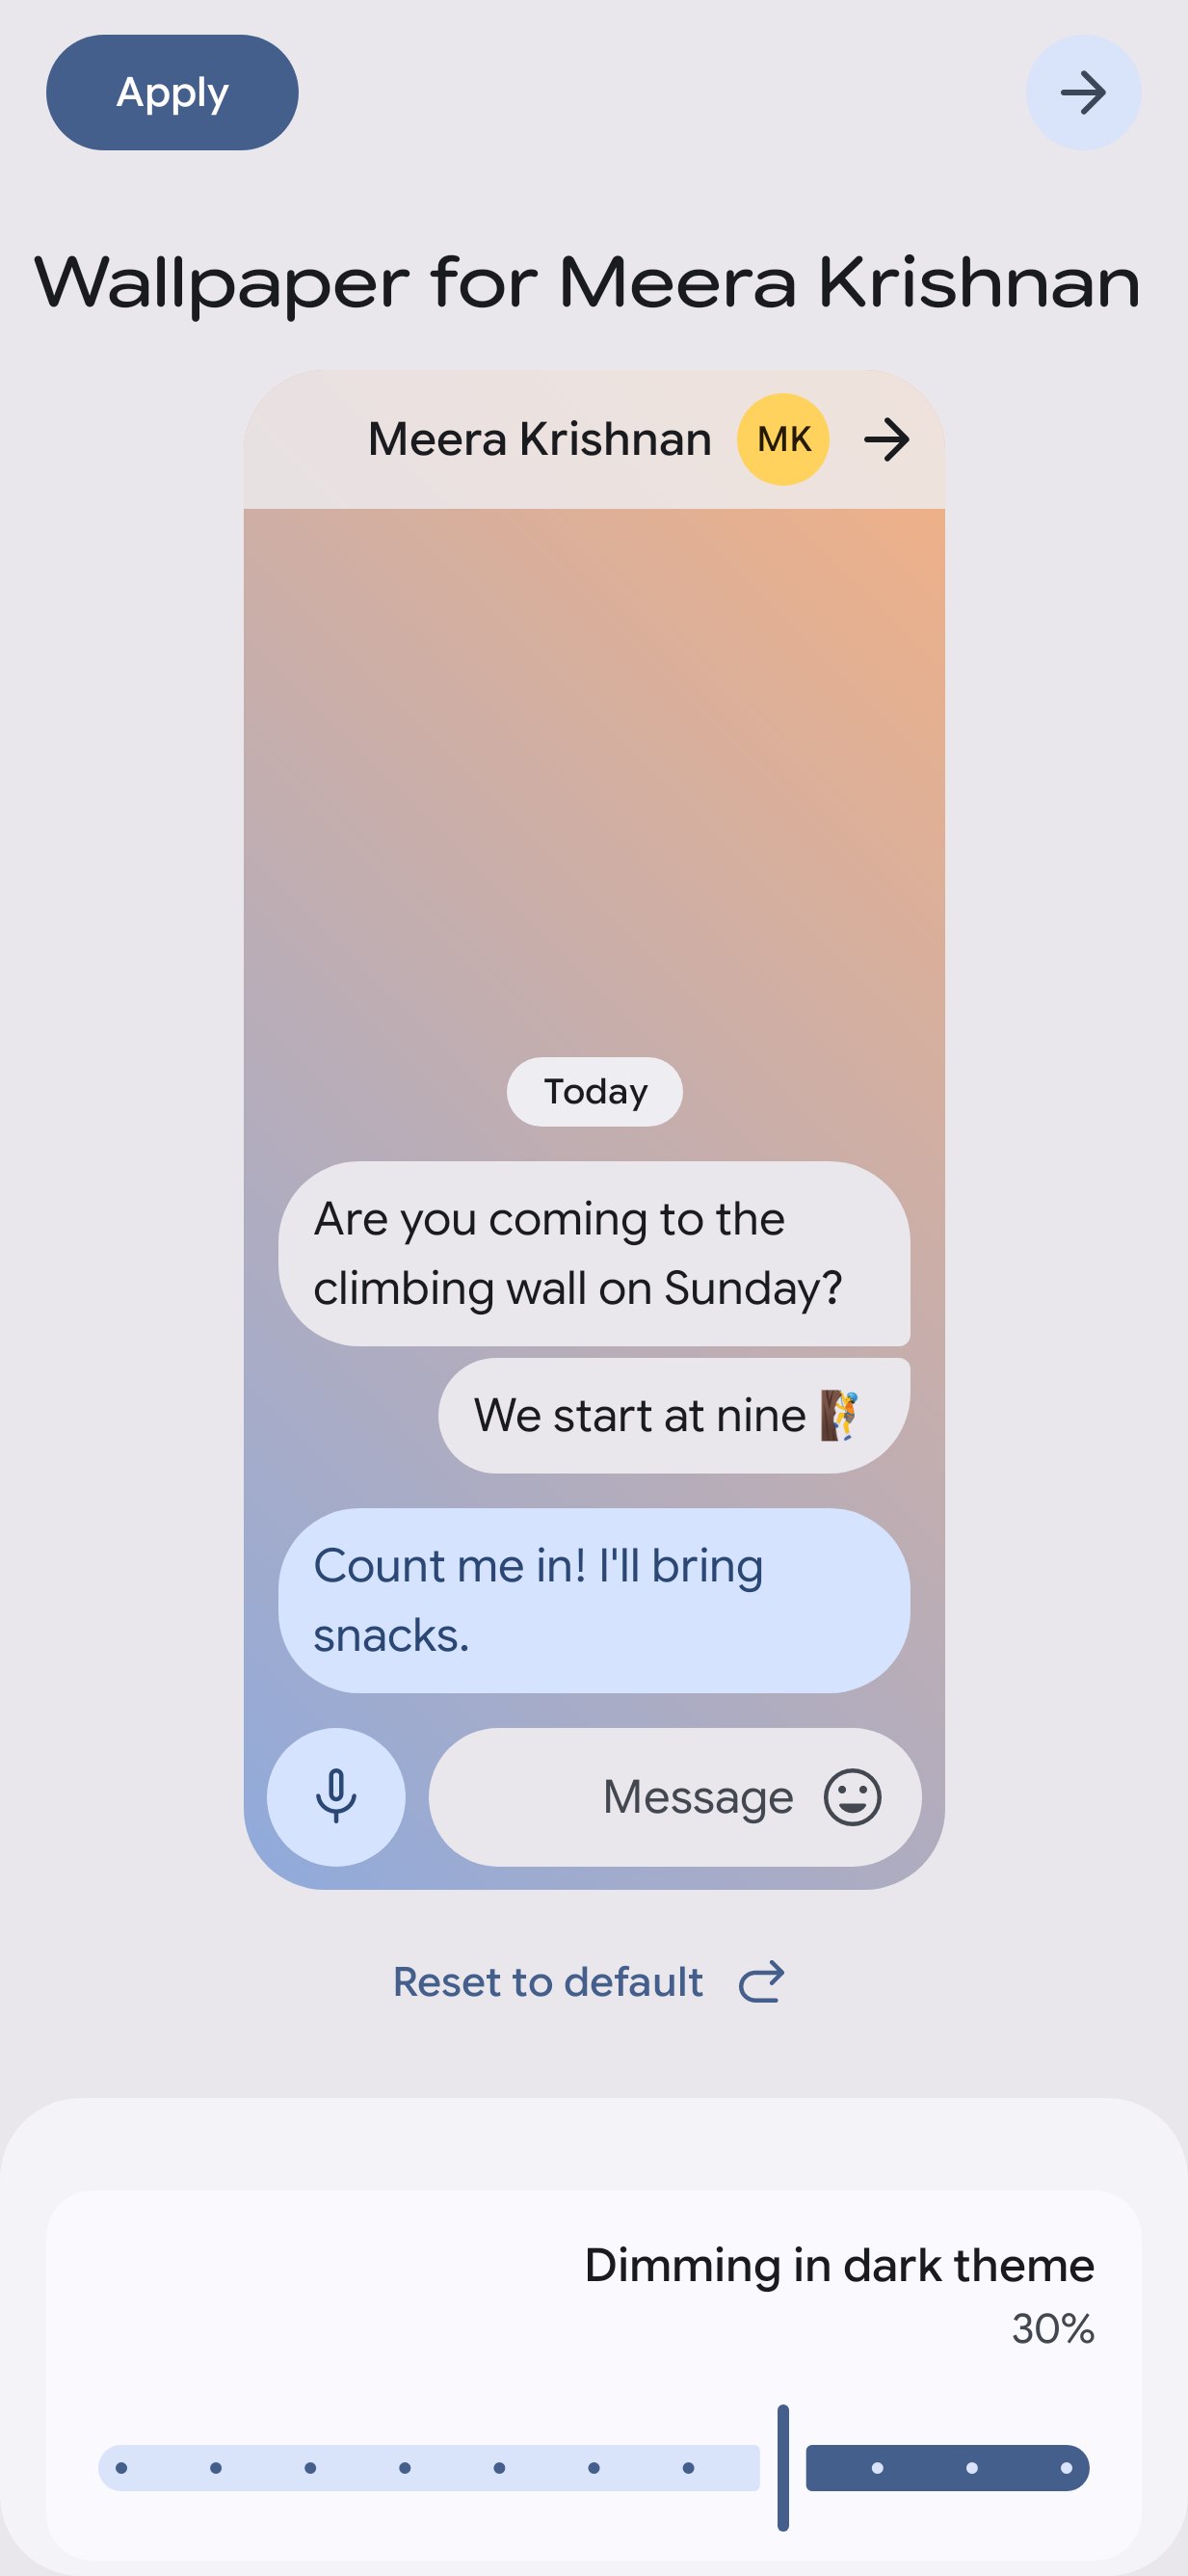 Apply
Wallpaper for Meera Krishnan
Meera Krishnan
MK
Today
Are you coming to the
climbing wall on Sunday?
We start at nine 🧗
Count me in! I'll bring
snacks.
Message
Reset to default
Dimming in dark theme
30%